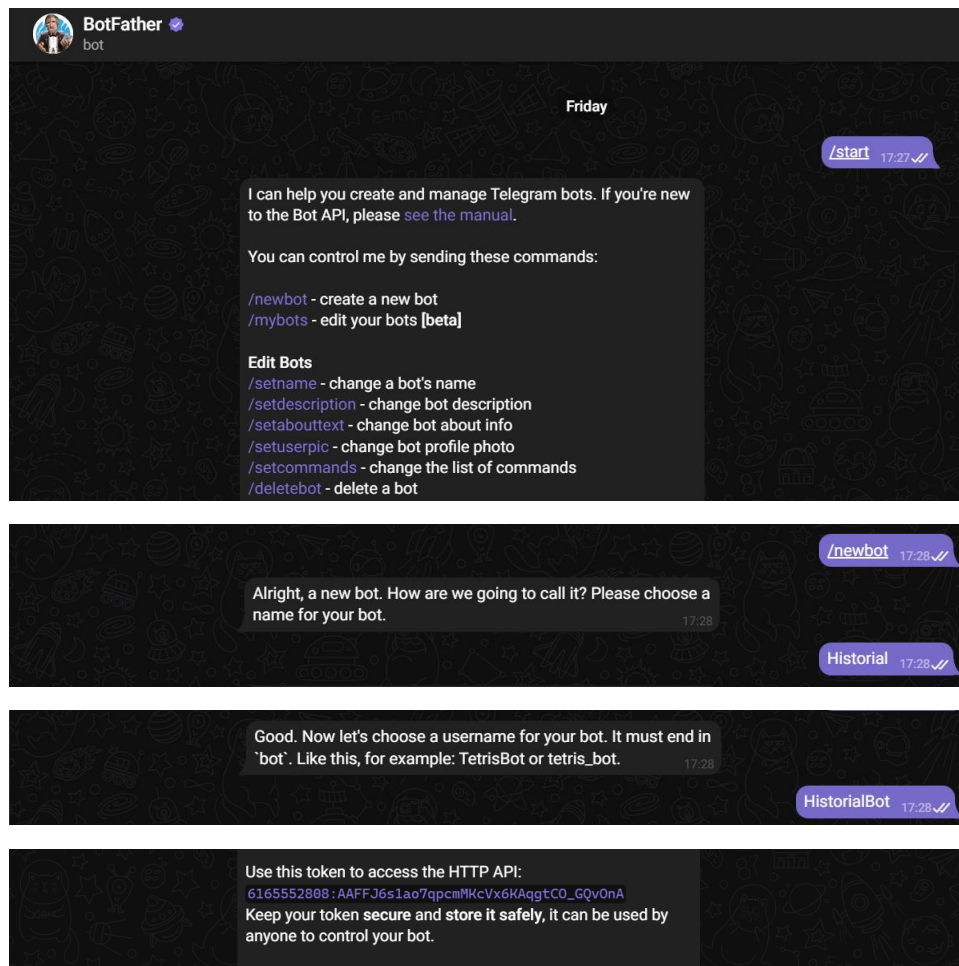 BotFather
bot
Friday
/start 17:27
I can help you create and manage Telegram bots. If you're new
to the Bot API, please see the manual.
You can control me by sending these commands:
/newbot - create a new bot
/mybots - edit your bots [beta]
Edit Bots
/setname - change a bot's name
/setdescription - change bot description
/setabouttext - change bot about info
/setuserpic - change bot profile photo
/setcommands - change the list of commands
/deletebot - delete a bot
/newbot 17:28
Alright, a new bot. How are we going to call it? Please choose a
name for your bot. 17:28
Historial 17:28
Good. Now let's choose a username for your bot. It must end in
`bot`. Like this, for example: TetrisBot or tetris_bot. 17:28
HistorialBot 17:28
Use this token to access the HTTP API:
6165552808:AAFFJ6s1ao7qpcmMKcVx6KAqgtCO_GQvOnA
Keep your token secure and store it safely, it can be used by
anyone to control your bot.